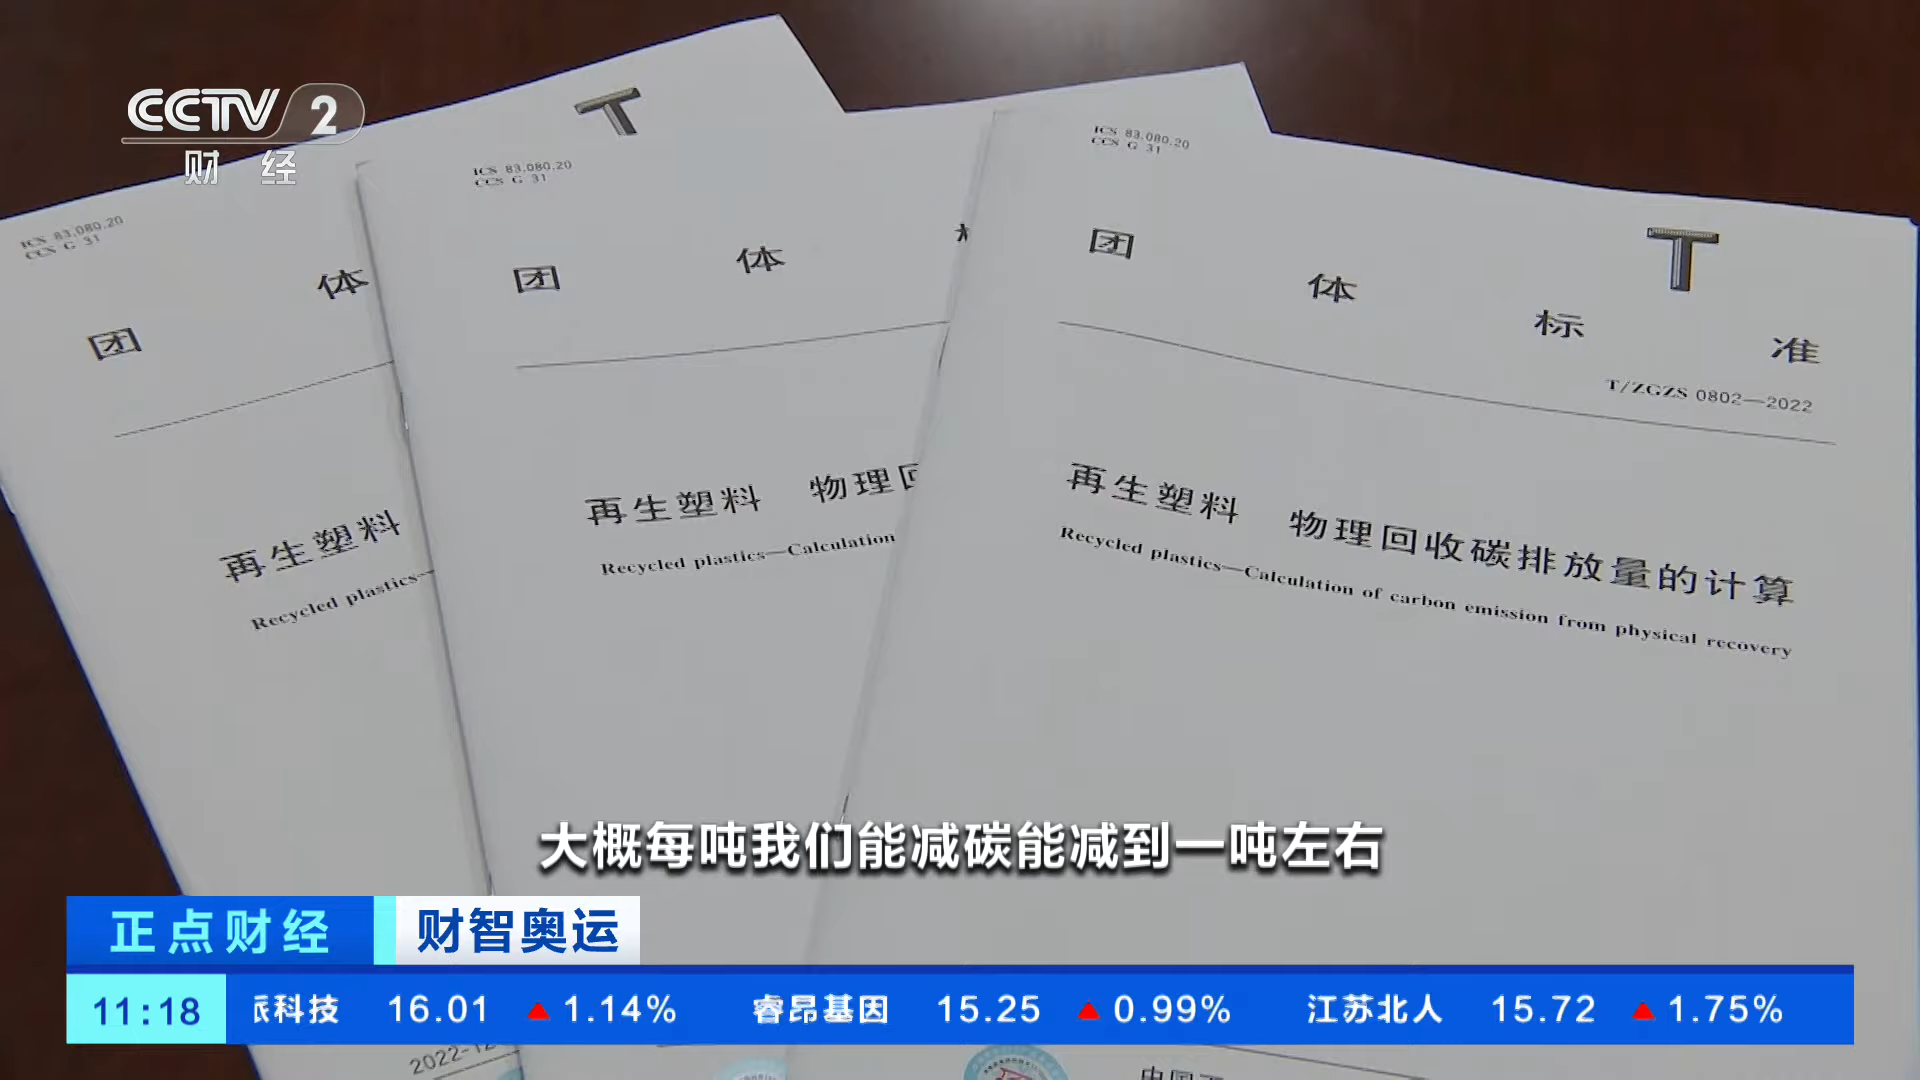 CCTV 2
财 经
ICS 83.080.20
CCS G 31
团 体
再生塑料
Recycled plastics—
T
ICS 83.080.20
CCS G 31
团 体
再生塑料 物理
Recycled plastics—Calculation
ICS 83.080.20
CCS G 31
T
团 体 标 准
T/ZGZS 0802—2022
再生塑料 物理回收碳排放量的计算
Recycled plastics—Calculation of carbon emission from physical recovery
大概每吨我们能减碳能减到一吨左右
正点财经 财智奥运
11:18 科技 16.01 ▲ 1.14% 睿昂基因 15.25 ▲ 0.99% 江苏北人 15.72 ▲ 1.75%
2022-12
中国